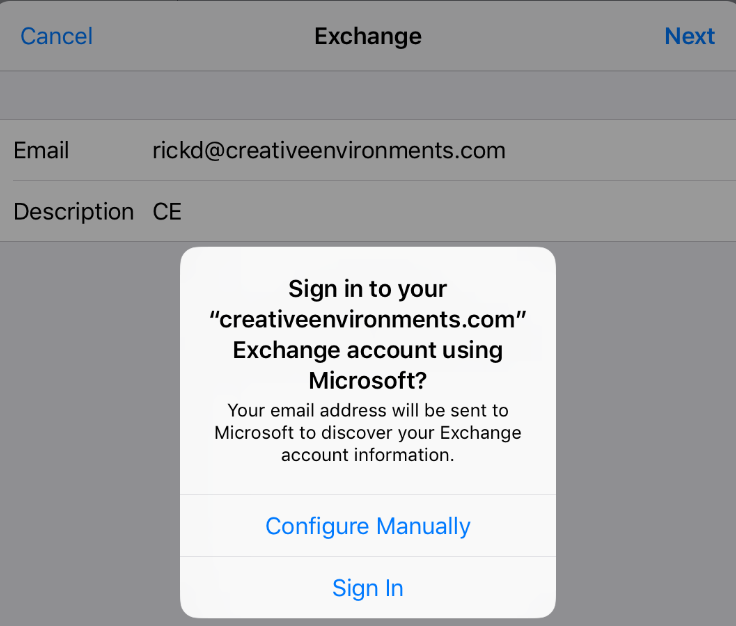 Cancel Exchange Next
Email rickd@creativeenvironments.com
Description CE
Sign in to your
“creativeenvironments.com”
Exchange account using
Microsoft?
Your email address will be sent to
Microsoft to discover your Exchange
account information.
Configure Manually
Sign In